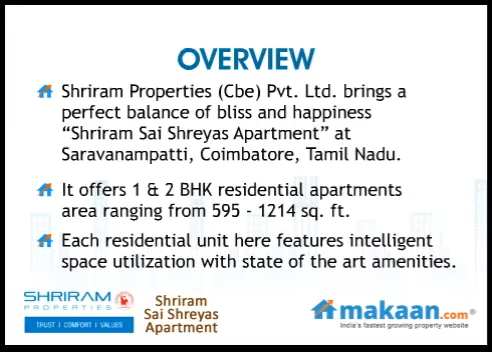 OVERVIEW
Shriram Properties (Cbe) Pvt. Ltd. brings a
perfect balance of bliss and happiness
“Shriram Sai Shreyas Apartment” at
Saravanampatti, Coimbatore, Tamil Nadu.
It offers 1 & 2 BHK residential apartments
area ranging from 595 - 1214 sq. ft.
Each residential unit here features intelligent
space utilization with state of the art amenities.
SHRIRAM
PROPERTIES
TRUST | COMFORT | VALUES
Shriram
Sai Shreyas
Apartment
makaan.com®
India's fastest growing property website